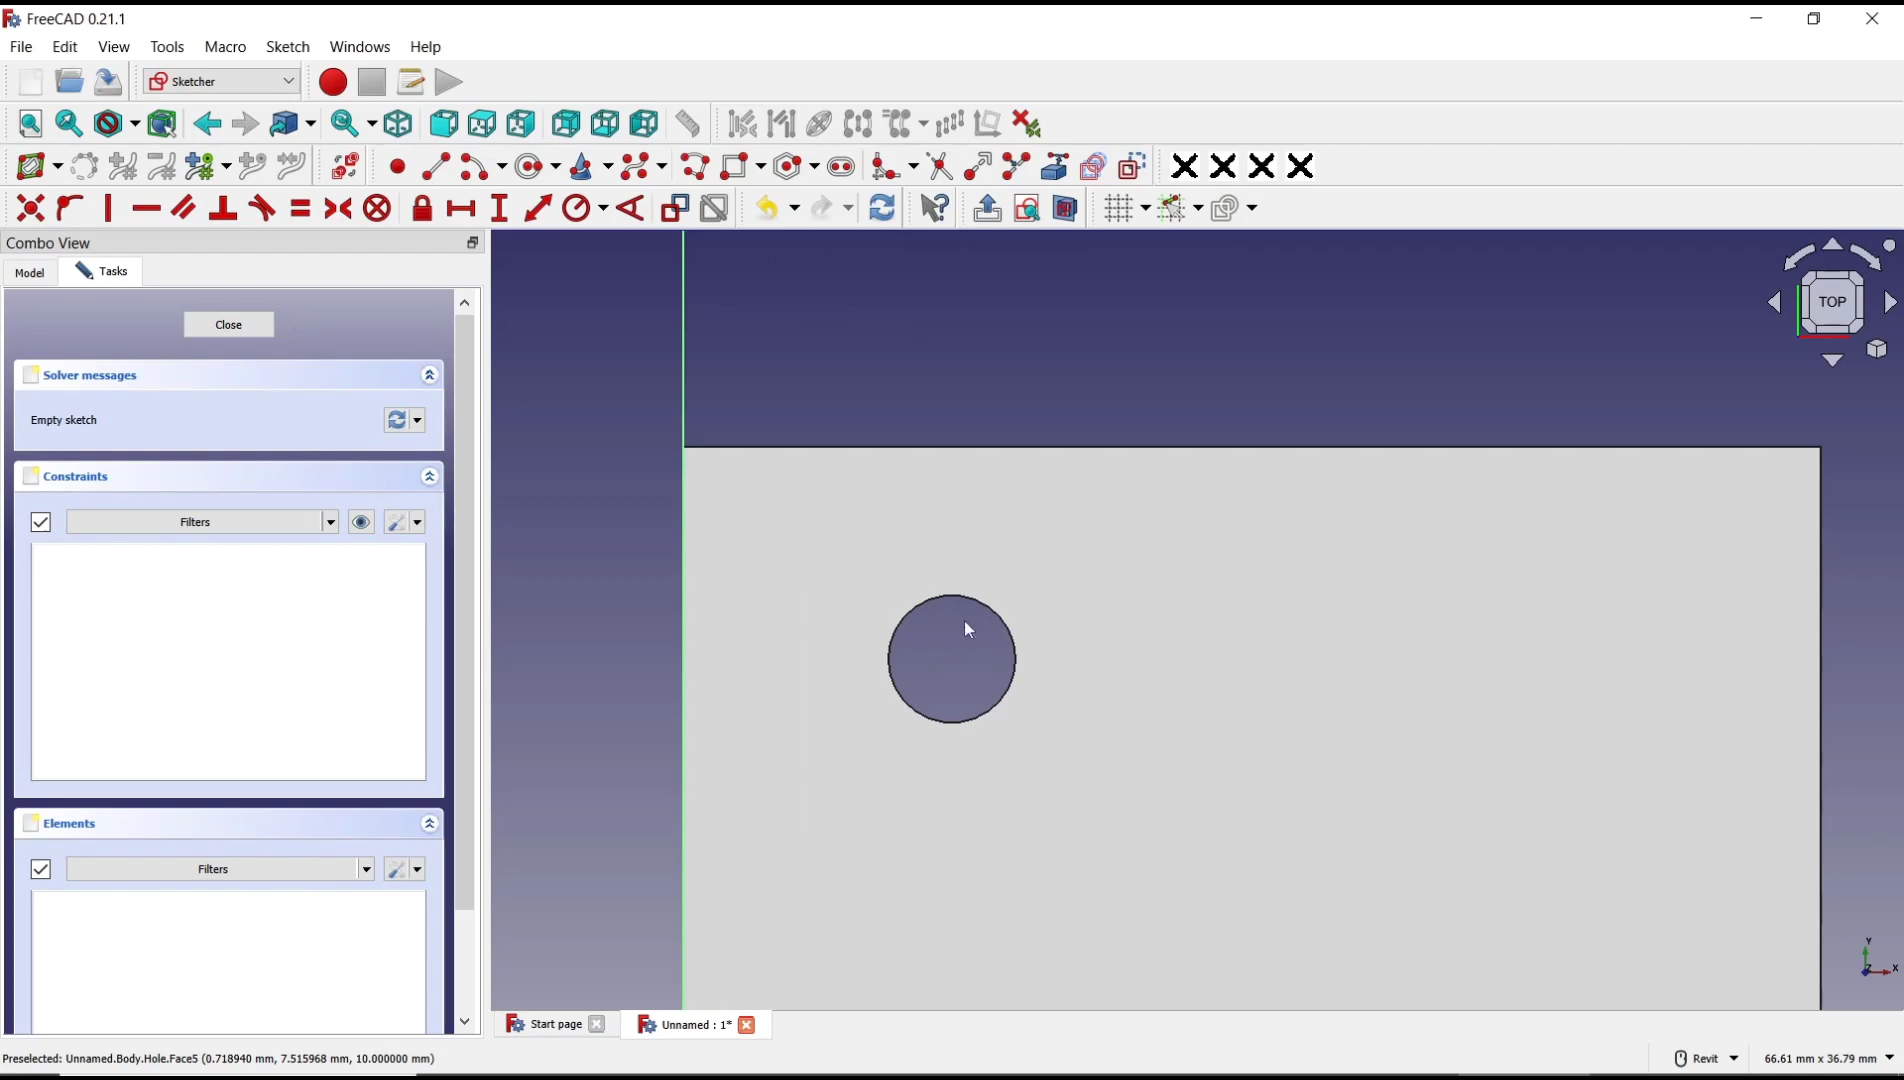 FreeCAD 0.21.1
File Edit View Tools Macro Sketch Windows Help
Sketcher
Combo View
Model Tasks
Close
Solver messages
Empty sketch
Constraints
Filters
Elements
Filters
TOP
Y
Z X
Start page Unnamed : 1*
Preselected: Unnamed.Body.Hole.Face5 (0.718940 mm, 7.515968 mm, 10.000000 mm) Revit 66.61 mm x 36.79 mm